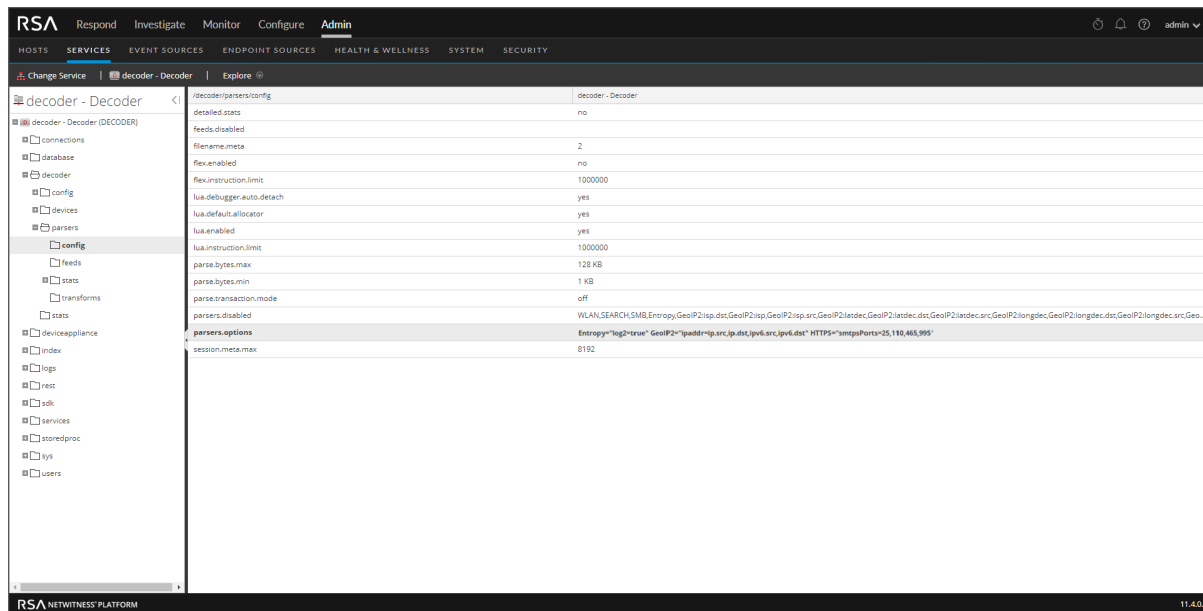 RSA Respond Investigate Monitor Configure Admin admin
HOSTS SERVICES EVENT SOURCES ENDPOINT SOURCES HEALTH & WELLNESS SYSTEM SECURITY
Change Service | decoder - Decoder | Explore
decoder - Decoder
decoder - Decoder (DECODER)
connections
database
decoder
config
devices
parsers
config
feeds
stats
transforms
stats
deviceappliance
index
logs
rest
sdk
services
storedproc
sys
users
/decoder/parsers/config decoder - Decoder
detailed.stats no
feeds.disabled
filename.meta 2
flex.enabled no
flex.instruction.limit 1000000
lua.debugger.auto.detach yes
lua.default.allocator yes
lua.enabled yes
lua.instruction.limit 1000000
parse.bytes.max 128 KB
parse.bytes.min 1 KB
parse.transaction.mode off
parsers.disabled WLAN,SEARCH,SMB,Entropy,GeoIP2:isp.dst,GeoIP2:isp,GeoIP2:isp.src,GeoIP2:latdec,GeoIP2:latdec.dst,GeoIP2:latdec.src,GeoIP2:longdec,GeoIP2:longdec.dst,GeoIP2:longdec.src,Geo...
parsers.options Entropy="log2=true" GeoIP2="ipaddr=ip.src,ip.dst,ipv6.src,ipv6.dst" HTTPS="smtpsPorts=25,110,465,995"
session.meta.max 8192
RSA NETWITNESS® PLATFORM 11.4.0.